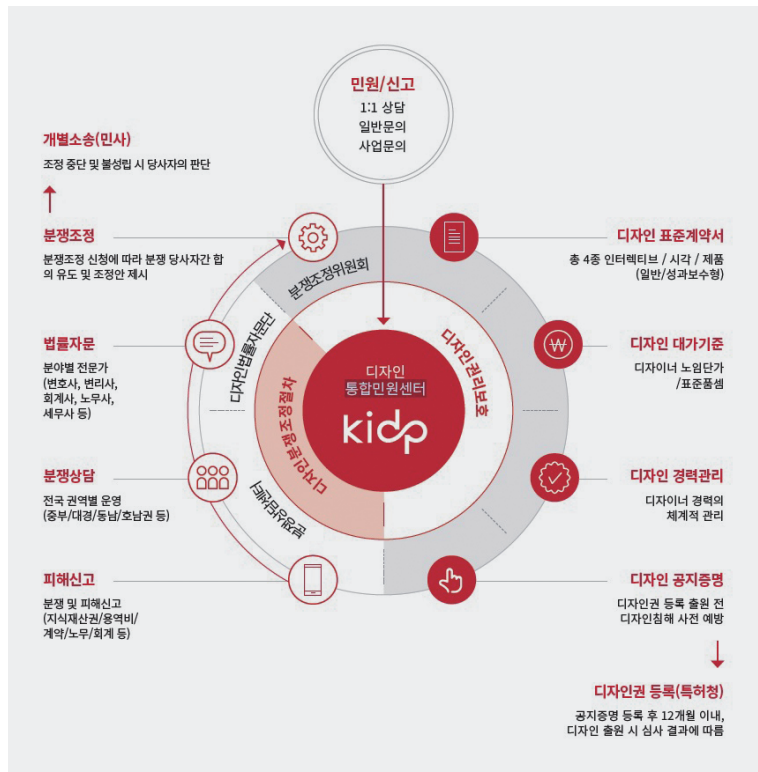 민원/신고
1:1 상담
일반문의
사업문의
개별소송(민사)
조정 중단 및 불성립 시 당사자의 판단
분쟁조정
분쟁조정 신청에 따라 분쟁 당사자간 합
의 유도 및 조정안 제시
법률자문
분야별 전문가
(변호사, 변리사,
회계사, 노무사,
세무사 등)
분쟁상담
전국 권역별 운영
(중부/대경/동남/호남권 등)
피해신고
분쟁 및 피해신고
(지식재산권/용역비/
계약/노무/회계 등)
분쟁조정위원회
디자인법률자문단
분쟁상담센터
디자인분쟁조정절차
디자인권리보호
디자인
통합민원센터
kidp
디자인 표준계약서
총 4종 인터렉티브 / 시각 / 제품
(일반/성과보수형)
디자인 대가기준
디자이너 노임단가
/표준품셈
디자인 경력관리
디자이너 경력의
체계적 관리
디자인 공지증명
디자인권 등록 출원 전
디자인침해 사전 예방
디자인권 등록(특허청)
공지증명 등록 후 12개월 이내,
디자인 출원 시 심사 결과에 따름